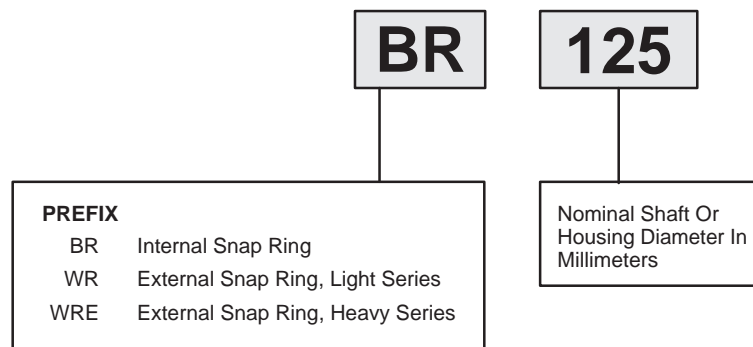 BR 125
PREFIX
BR Internal Snap Ring
WR External Snap Ring, Light Series
WRE External Snap Ring, Heavy Series
Nominal Shaft Or
Housing Diameter In
Millimeters